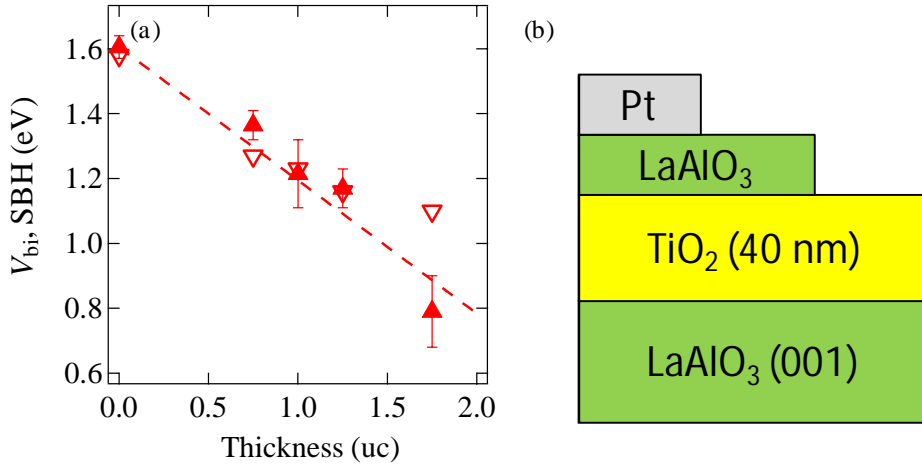 (a)
1.6
1.4
1.2
1.0
0.8
0.6
V_bi, SBH (eV)
0.0 0.5 1.0 1.5 2.0
Thickness (uc)
(b)
Pt
LaAlO₃
TiO₂ (40 nm)
LaAlO₃ (001)